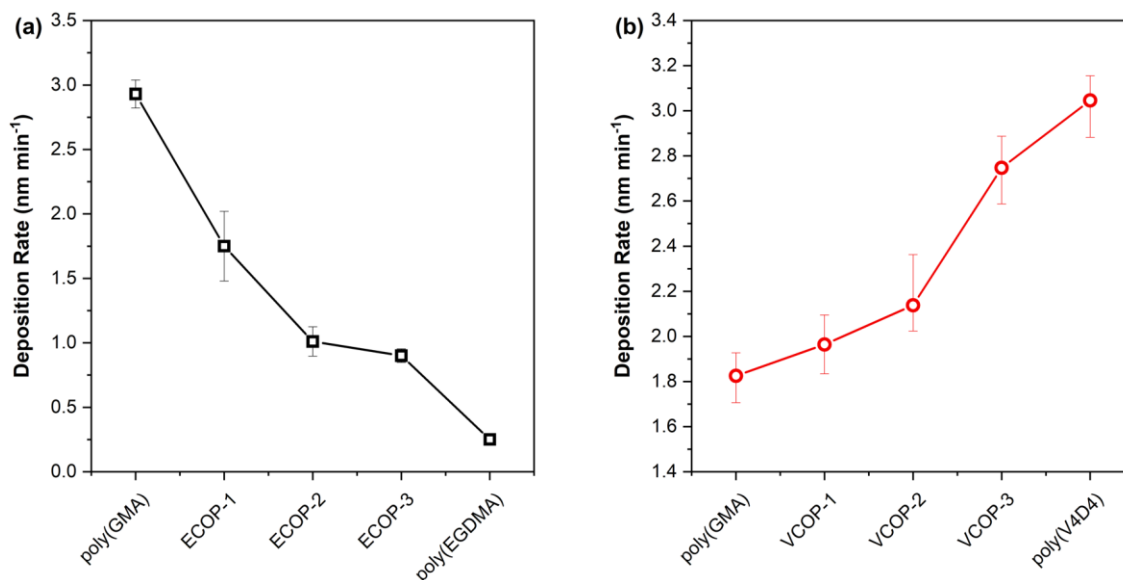 (a)
Deposition Rate (nm min⁻¹)
3.5
3.0
2.5
2.0
1.5
1.0
0.5
0.0
poly(GMA)
ECOP-1
ECOP-2
ECOP-3
poly(EGDMA)
(b)
Deposition Rate (nm min⁻¹)
3.4
3.2
3.0
2.8
2.6
2.4
2.2
2.0
1.8
1.6
1.4
poly(GMA)
VCOP-1
VCOP-2
VCOP-3
poly(V4D4)